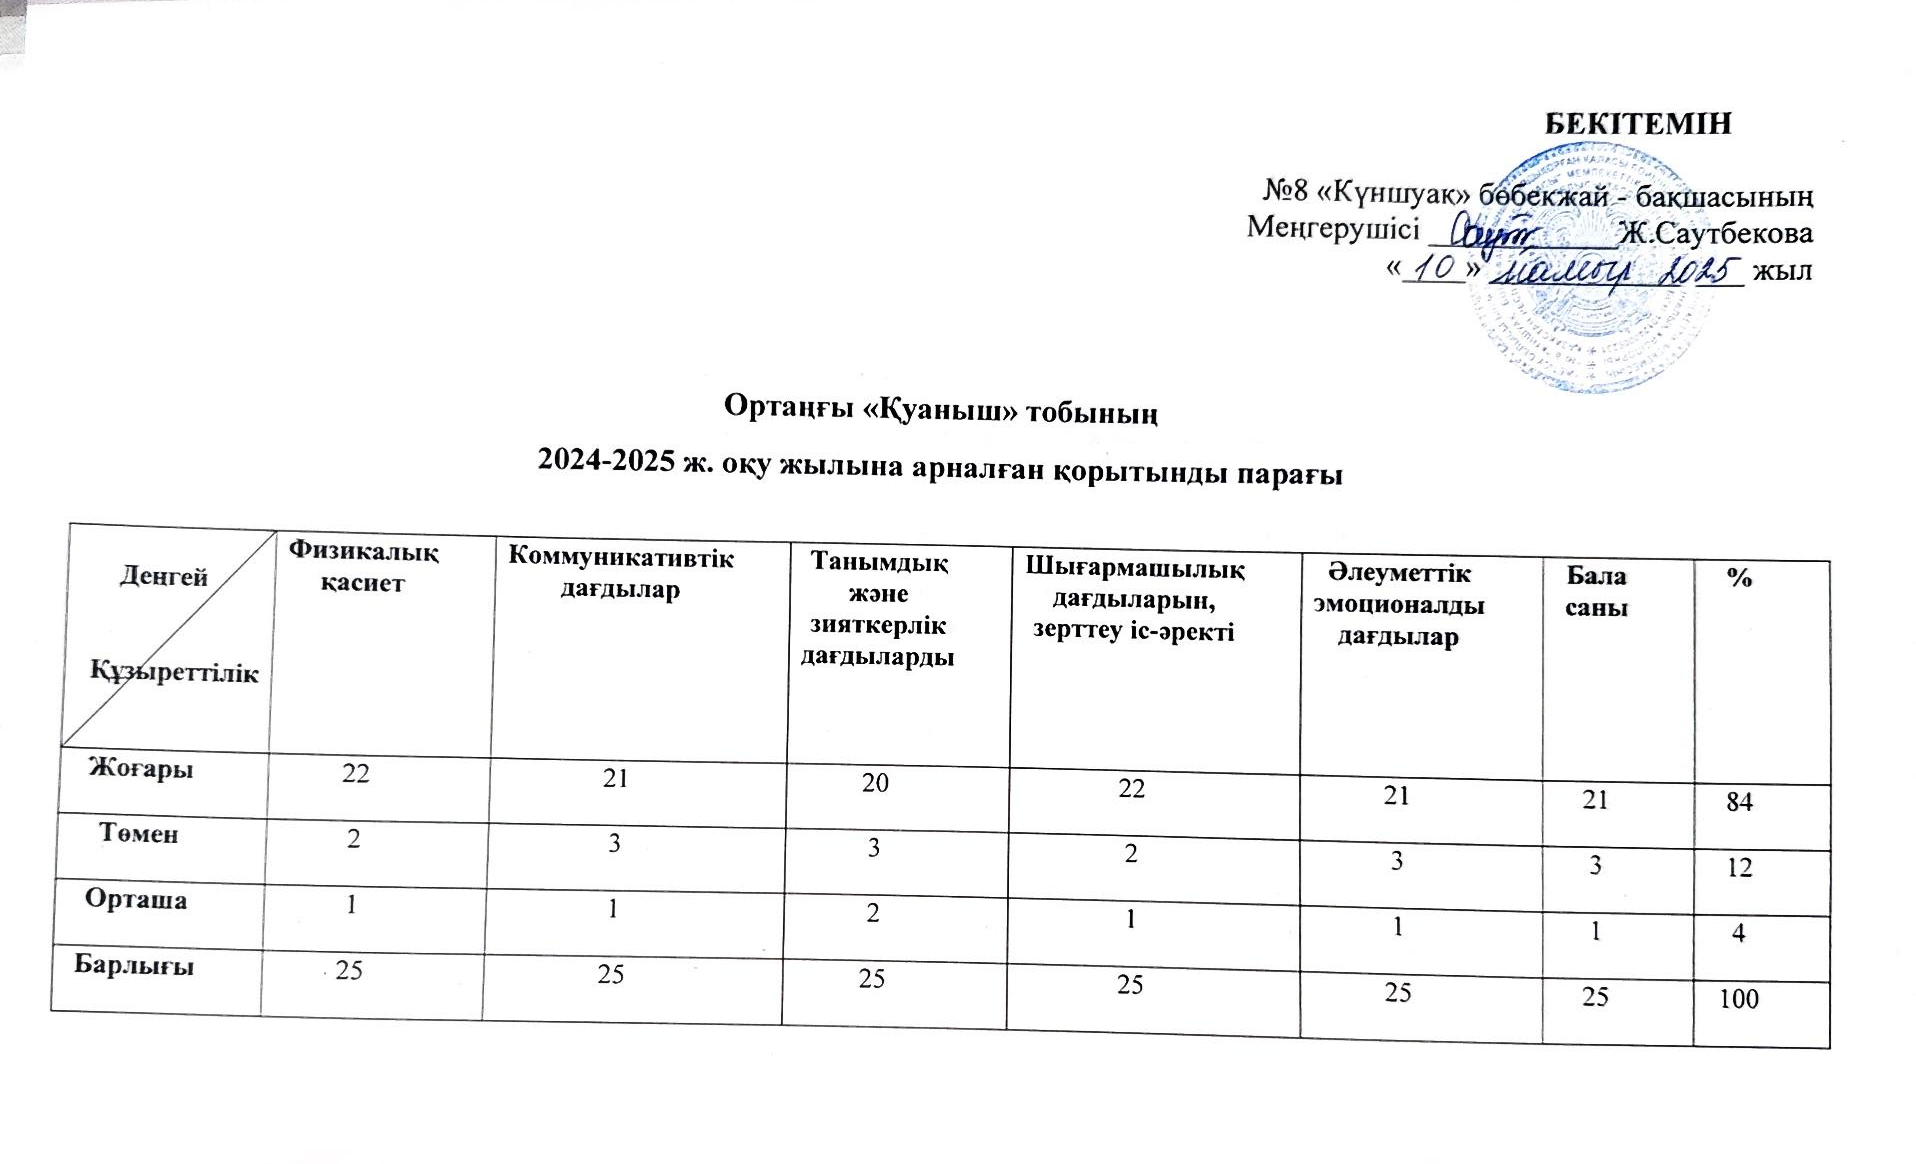 БЕКІТЕМІН
№8 «Күншуақ» бөбекжай - бақшасының
Меңгерушісі ____________Ж.Саутбекова
«_10_» мамыр 2025 жыл
Ортаңғы «Қуаныш» тобының
2024-2025 ж. оқу жылына арналған қорытынды парағы
Деңгей
Құзыреттілік
Физикалық
қасиет
Коммуникативтік
дағдылар
Танымдық
және
зияткерлік
дағдыларды
Шығармашылық
дағдыларын,
зерттеу іс-әректі
Әлеуметтік
эмоционалды
дағдылар
Бала
саны
%
Жоғары 22 21 20 22 21 21 84
Төмен 2 3 3 2 3 3 12
Орташа 1 1 2 1 1 1 4
Барлығы 25 25 25 25 25 25 100